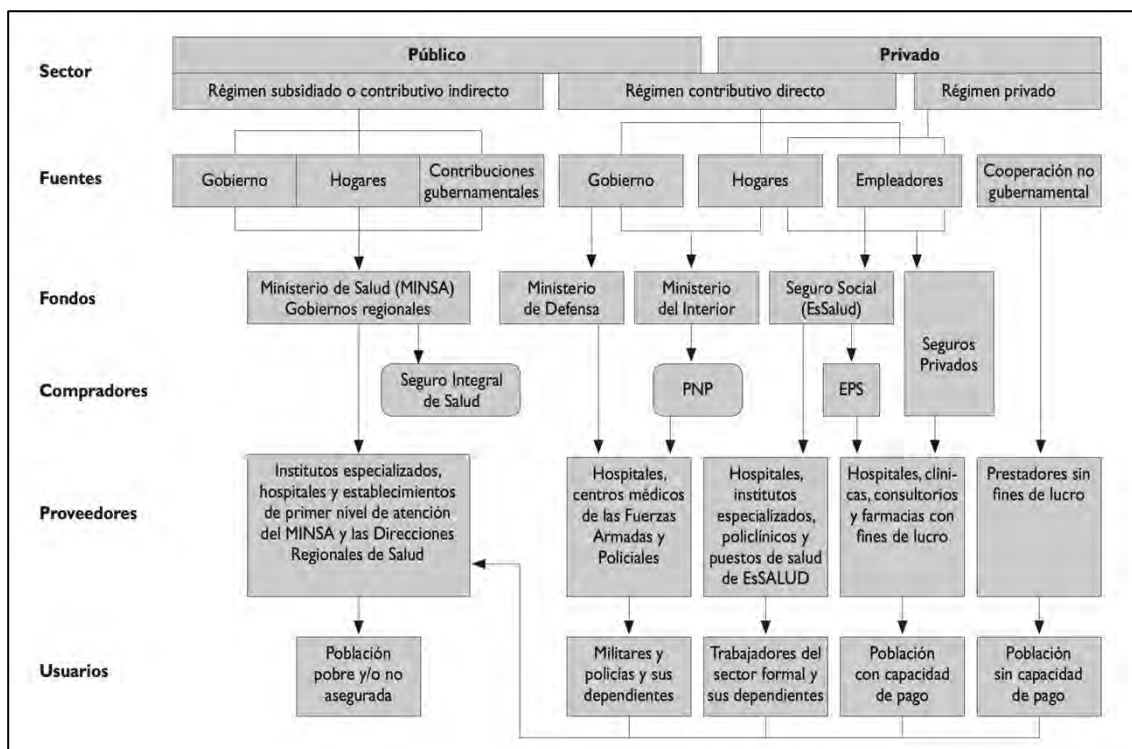 Sector
Público
Privado
Régimen subsidiado o contributivo indirecto
Régimen contributivo directo
Régimen privado
Fuentes
Gobierno
Hogares
Contribuciones
gubernamentales
Gobierno
Hogares
Empleadores
Cooperación no
gubernamental
Fondos
Ministerio de Salud (MINSA)
Gobiernos regionales
Ministerio
de Defensa
Ministerio
del Interior
Seguro Social
(EsSalud)
Seguros
Privados
Compradores
Seguro Integral
de Salud
PNP
EPS
Proveedores
Institutos especializados,
hospitales y establecimientos
de primer nivel de atención
del MINSA y las Direcciones
Regionales de Salud
Hospitales,
centros médicos
de las Fuerzas
Armadas y
Policiales
Hospitales,
institutos
especializados,
policlínicos y
puestos de salud
de EsSALUD
Hospitales, clíni-
cas, consultorios
y farmacias con
fines de lucro
Prestadores sin
fines de lucro
Usuarios
Población
pobre y/o no
asegurada
Militares y
policías y sus
dependientes
Trabajadores del
sector formal y
sus dependientes
Población
con capacidad
de pago
Población
sin capacidad
de pago